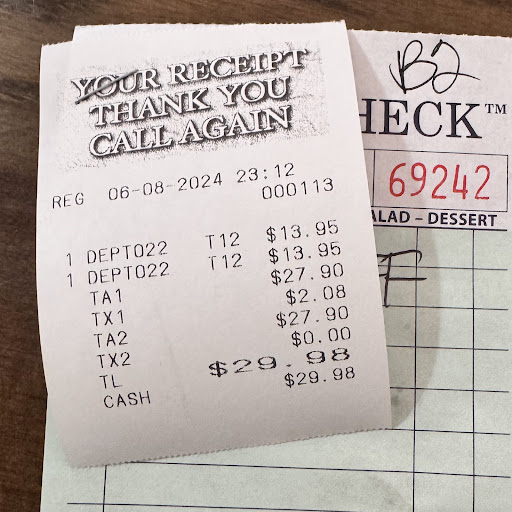 YOUR RECEIPT
THANK YOU
CALL AGAIN
REG 06-08-2024 23:12
000113
1 DEPT022 T12 $13.95
1 DEPT022 T12 $13.95
TA1 $27.90
TX1 $2.08
TA2 $27.90
TX2 $0.00
TL $29.98
CASH $29.98
B2
HECK™
69242
ALAD – DESSERT
F